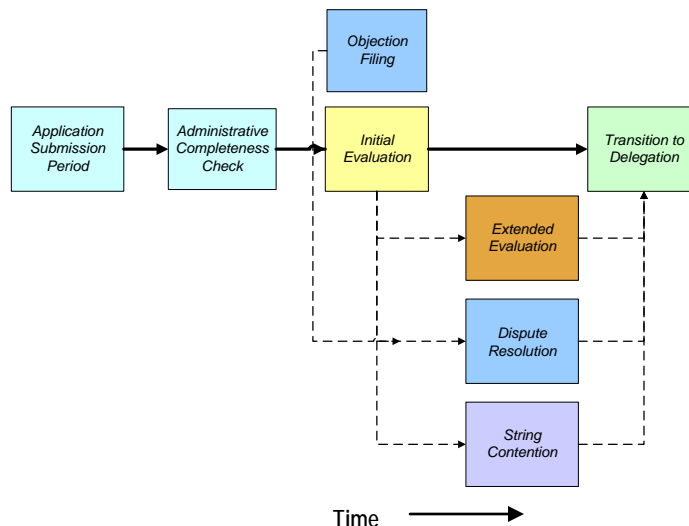 Objection
Filing
Application
Submission
Period
Administrative
Completeness
Check
Initial
Evaluation
Transition to
Delegation
Extended
Evaluation
Dispute
Resolution
String
Contention
Time